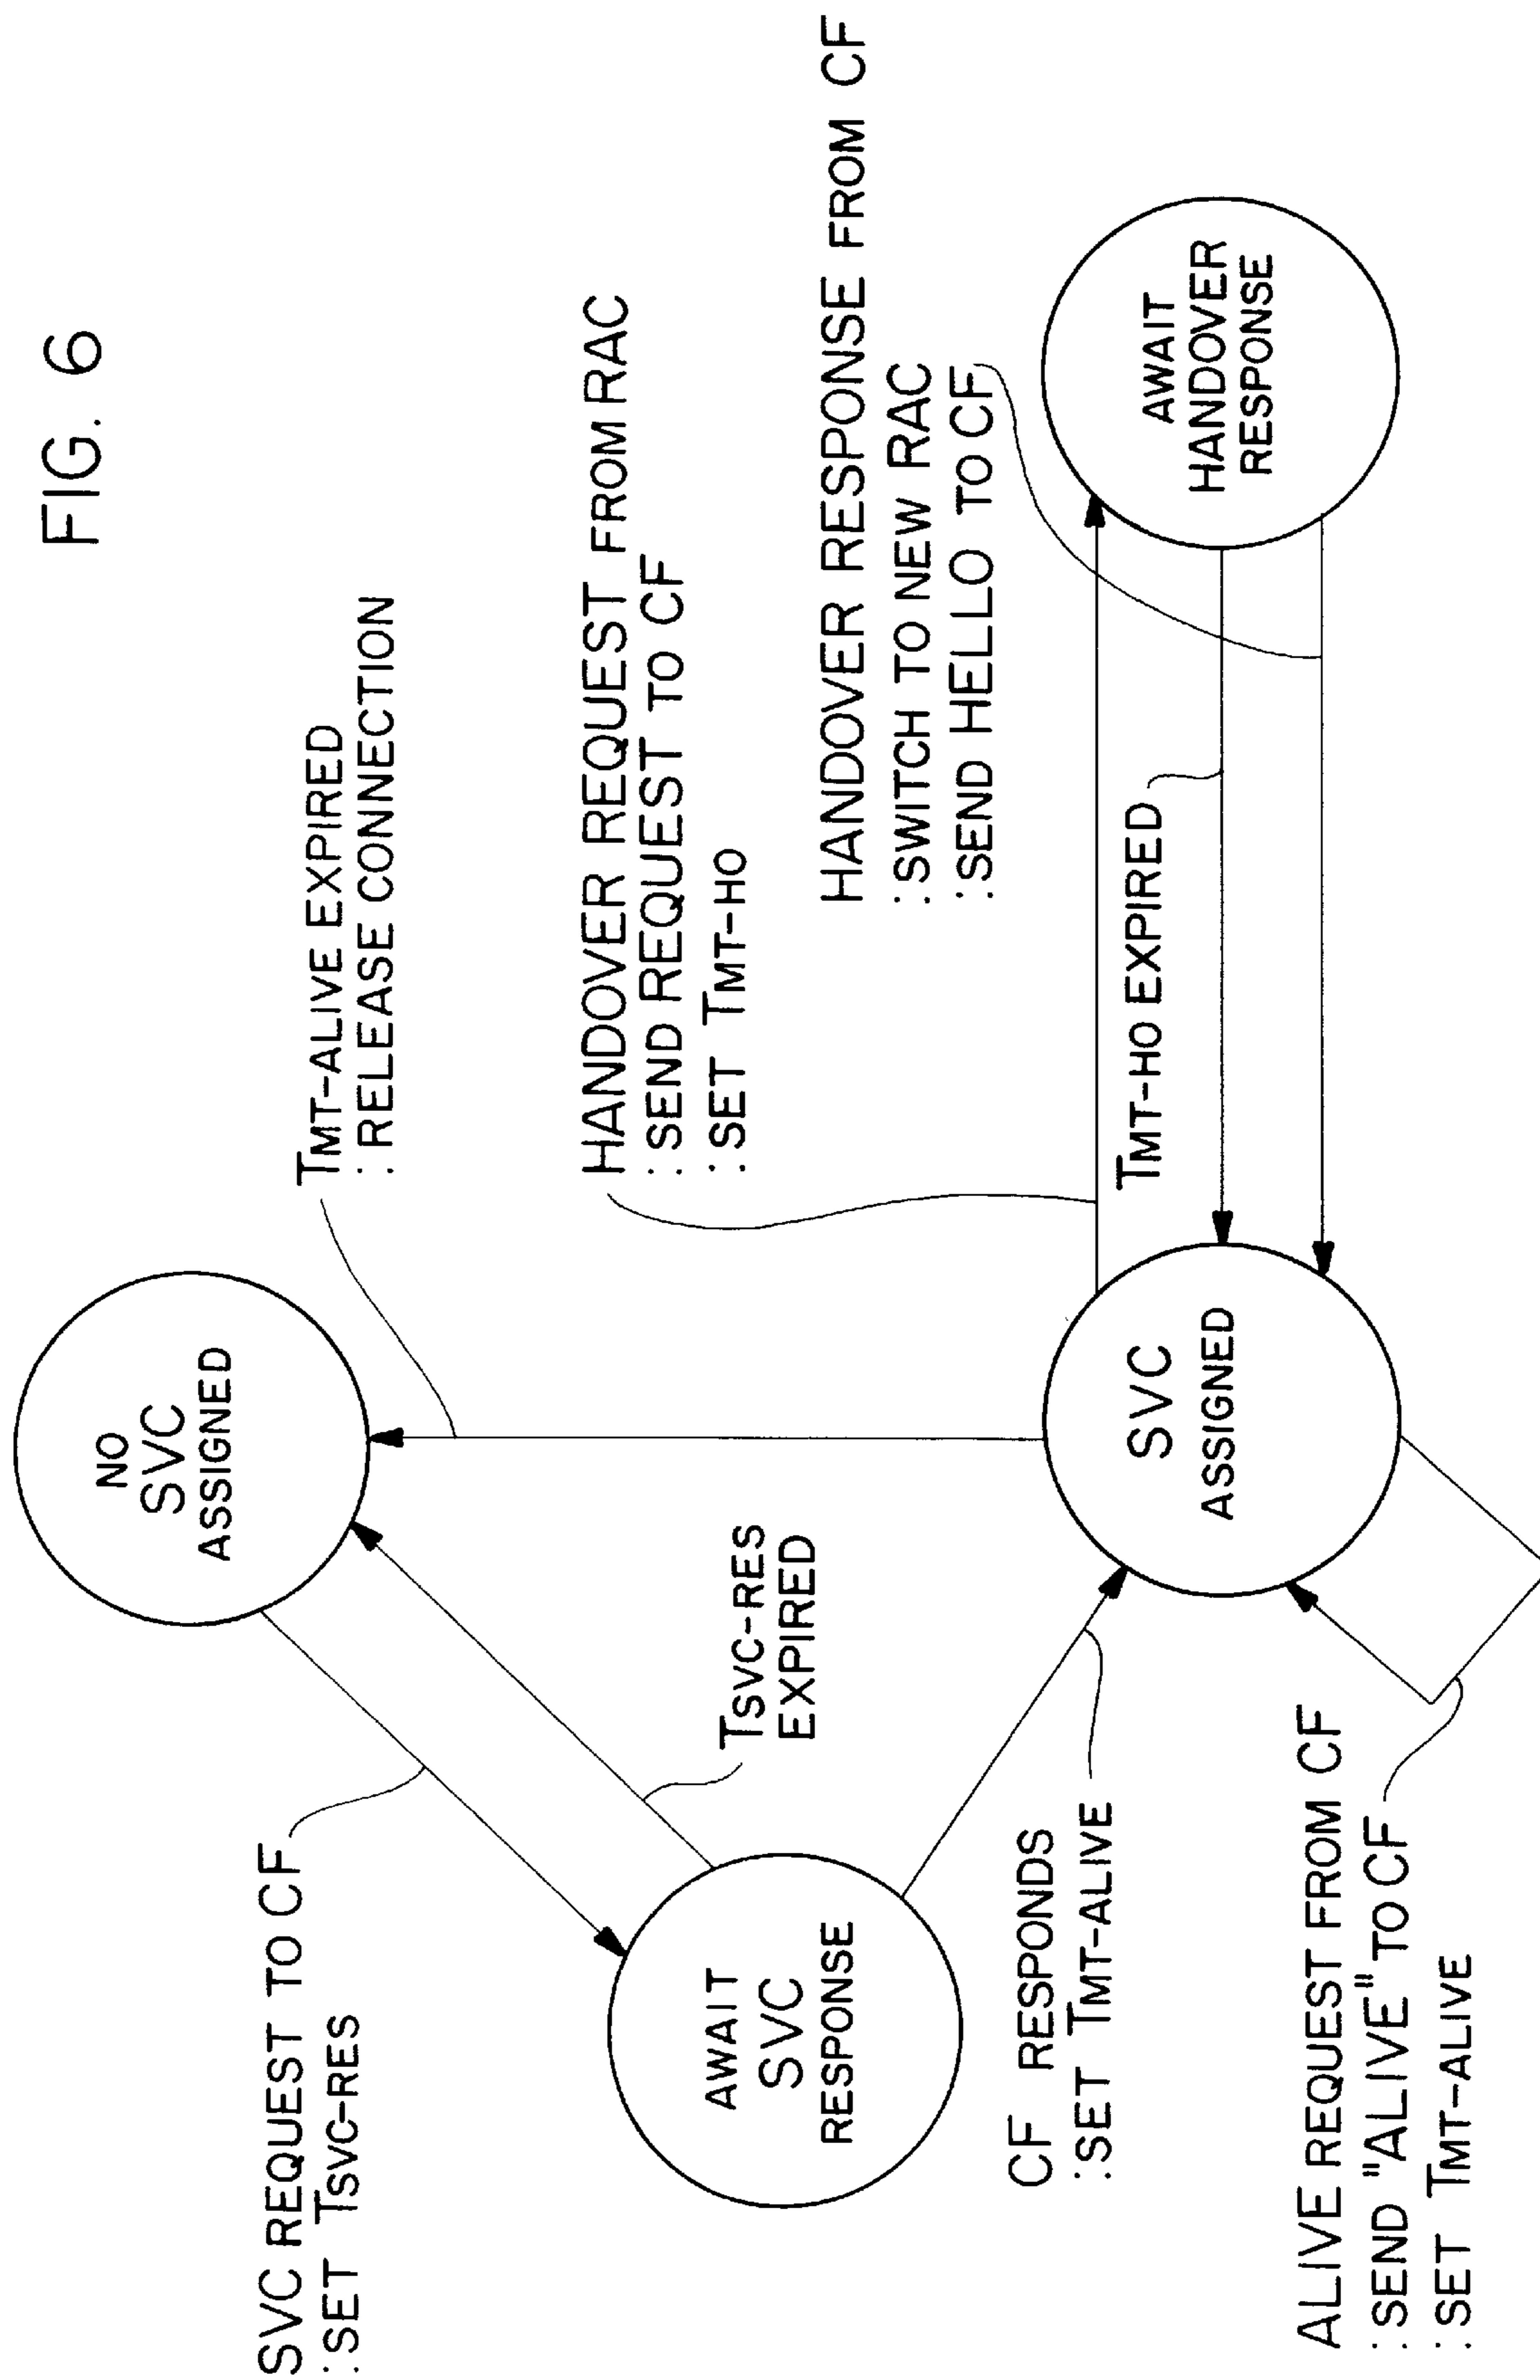 FIG. 6
NO
SVC
ASSIGNED
SVC REQUEST TO CF
:SET TSVC-RES
TMT-ALIVE EXPIRED
:RELEASE CONNECTION
TSVC-RES
EXPIRED
AWAIT
SVC
RESPONSE
HANDOVER REQUEST FROM RAC
:SEND REQUEST TO CF
:SET TMT-HO
HANDOVER RESPONSE FROM CF
:SWITCH TO NEW RAC
:SEND HELLO TO CF
CF RESPONDS
:SET TMT-ALIVE
SVC
ASSIGNED
TMT-HO EXPIRED
AWAIT
HANDOVER
RESPONSE
ALIVE REQUEST FROM CF
:SEND "ALIVE" TO CF
:SET TMT-ALIVE